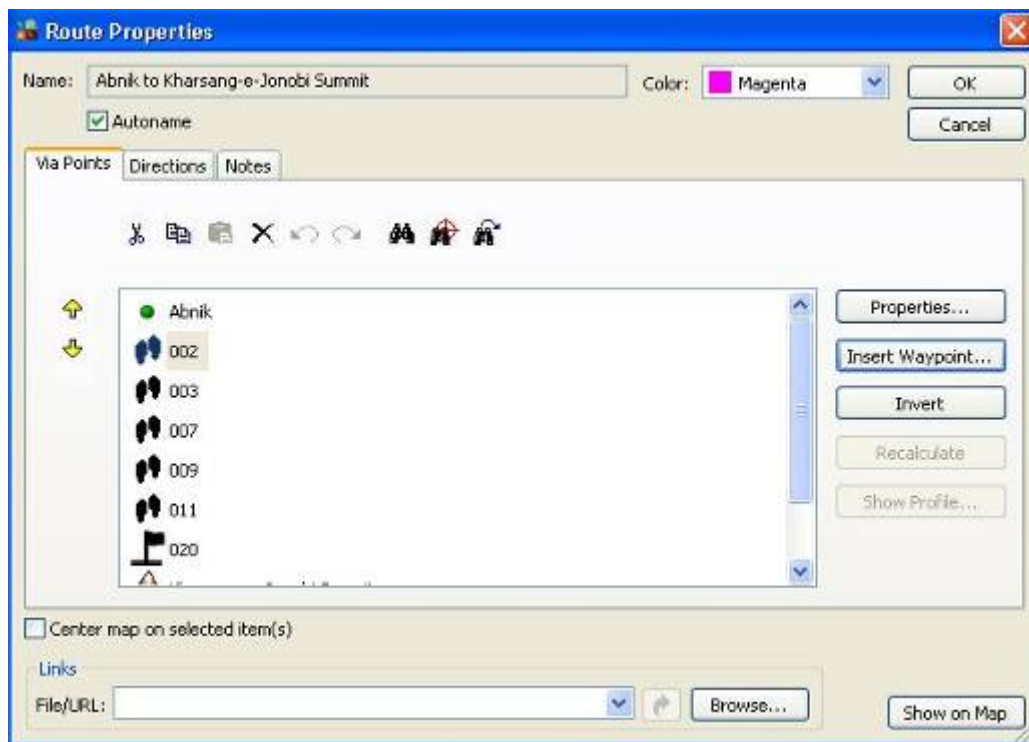 Route Properties
Name: Abnik to Kharsang-e-Jonobi Summit Color: Magenta OK
Autoname Cancel
Via Points Directions Notes
Abnik Properties...
002 Insert Waypoint...
003 Invert
007
009 Recalculate
011 Show Profile...
020
Center map on selected item(s)
Links
File/URL: Browse... Show on Map